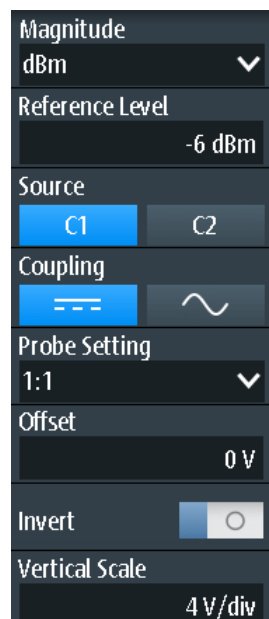 Magnitude
dBm
Reference Level
-6 dBm
Source
C1 C2
Coupling
Probe Setting
1:1
Offset
0 V
Invert
Vertical Scale
4 V/div